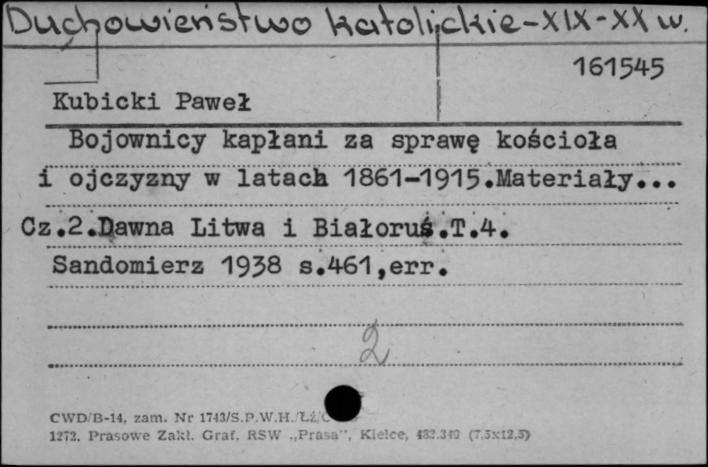 Duchowieństwo katolickie-XIX-XX w.
161545
Kubicki Paweł
Bojownicy kapłani za sprawę kościoła
i ojczyzny w latach 1861-1915.Materiały...
Cz.2.Dawna Litwa i Białoruś.T.4.
Sandomierz 1938 s.461,err.
2
CWD/B-14, zam. Nr 1743/S.P.W.H./Łź/
1272. Prasowe Zakł. Graf. RSW „Prasa", Kielce, (7,5x12,5)